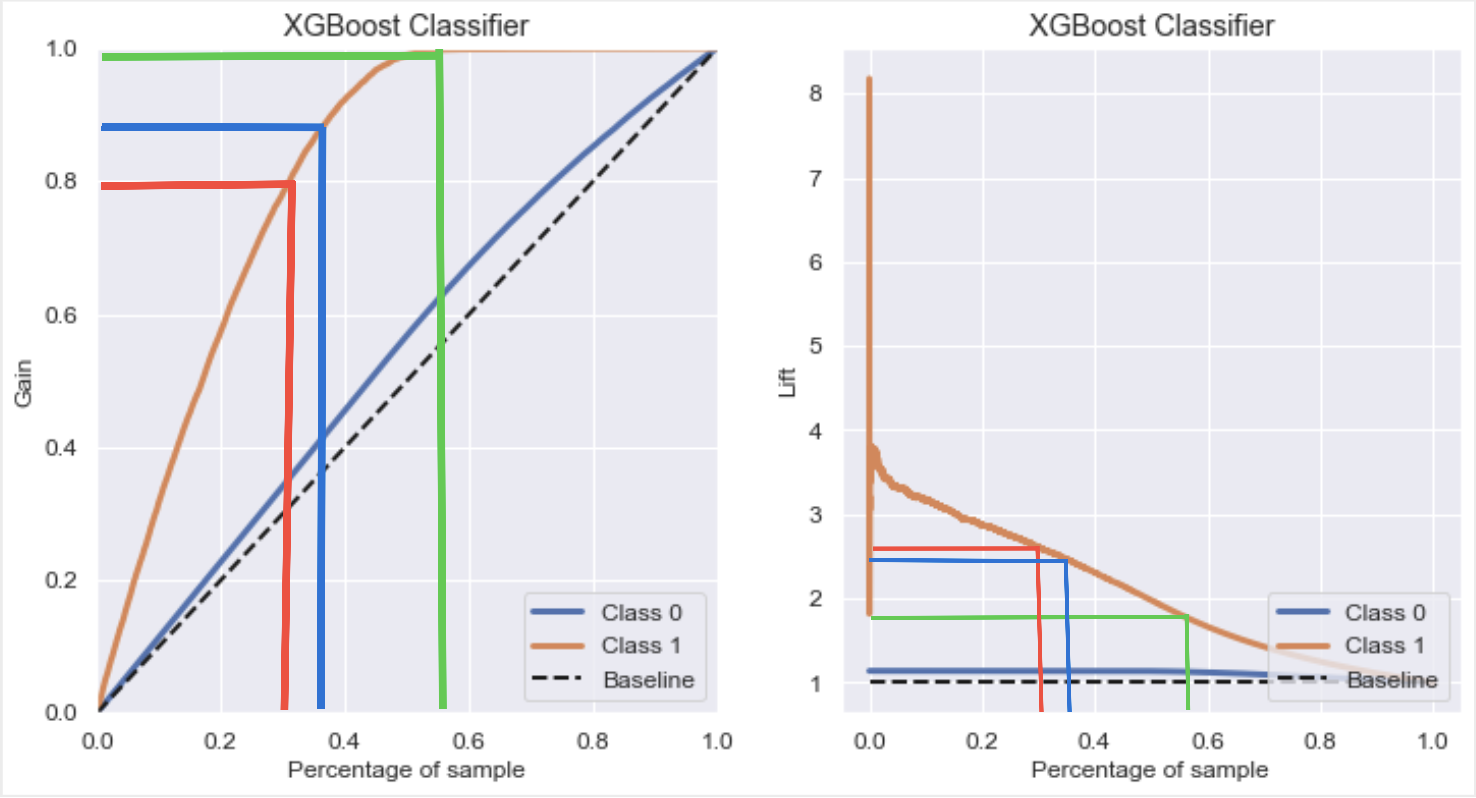 XGBoost Classifier
Gain
1.0
0.8
0.6
0.4
0.2
0.0
0.0 0.2 0.4 0.6 0.8 1.0
Percentage of sample
Class 0
Class 1
Baseline
XGBoost Classifier
Lift
8
7
6
5
4
3
2
1
0.0 0.2 0.4 0.6 0.8 1.0
Percentage of sample
Class 0
Class 1
Baseline